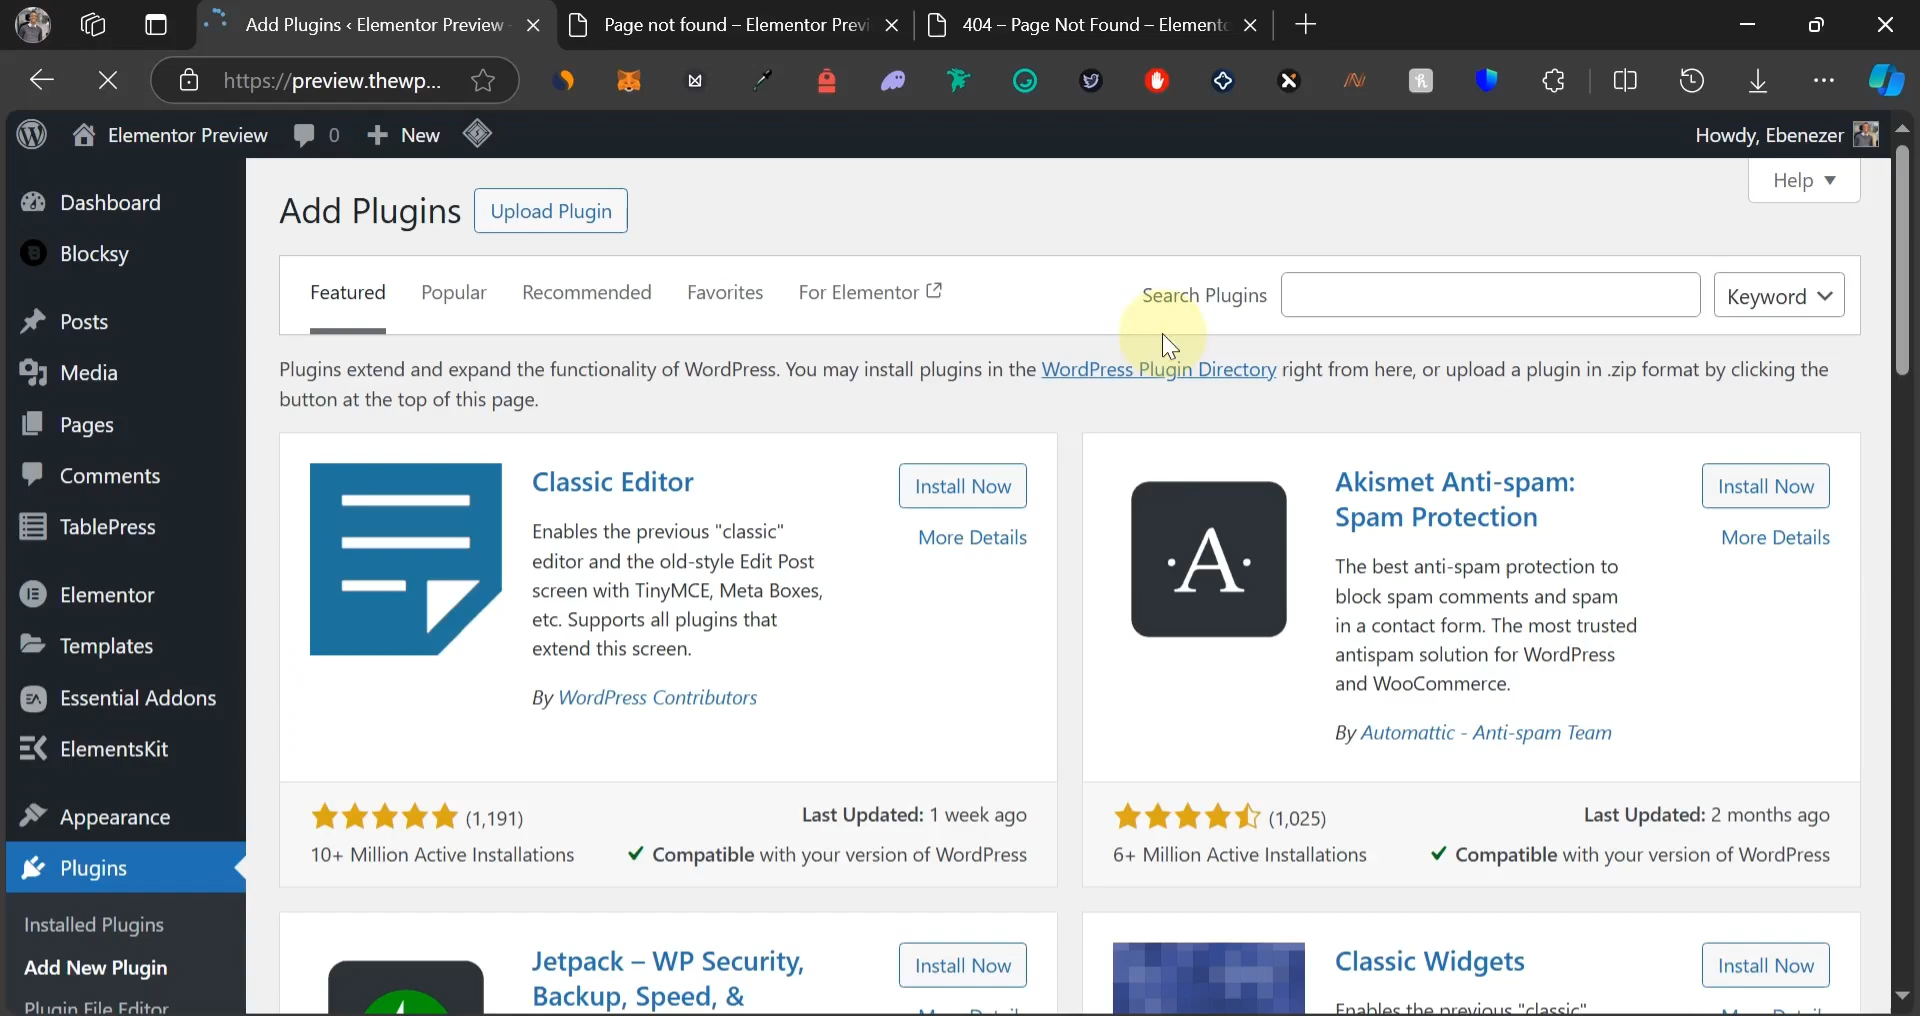 Add Plugins ‹ Elementor Preview
Page not found – Elementor Previ
404 – Page Not Found – Elemento
https://preview.thewp...
Elementor Preview
0
New
Howdy, Ebenezer
Dashboard
Blocksy
Posts
Media
Pages
Comments
TablePress
Elementor
Templates
Essential Addons
ElementsKit
Appearance
Plugins
Installed Plugins
Add New Plugin
Plugin File Editor
Help
Add Plugins
Upload Plugin
Featured
Popular
Recommended
Favorites
For Elementor
Search Plugins
Keyword
Plugins extend and expand the functionality of WordPress. You may install plugins in the WordPress Plugin Directory right from here, or upload a plugin in .zip format by clicking the
button at the top of this page.
Classic Editor
Install Now
More Details
Enables the previous "classic"
editor and the old-style Edit Post
screen with TinyMCE, Meta Boxes,
etc. Supports all plugins that
extend this screen.
By WordPress Contributors
(1,191)
Last Updated: 1 week ago
10+ Million Active Installations
Compatible with your version of WordPress
·A·
Akismet Anti-spam:
Spam Protection
Install Now
More Details
The best anti-spam protection to
block spam comments and spam
in a contact form. The most trusted
antispam solution for WordPress
and WooCommerce.
By Automattic - Anti-spam Team
(1,025)
Last Updated: 2 months ago
6+ Million Active Installations
Compatible with your version of WordPress
Jetpack – WP Security,
Backup, Speed, &
Install Now
More Details
Classic Widgets
Install Now
Enables the previous "classic"
More Details